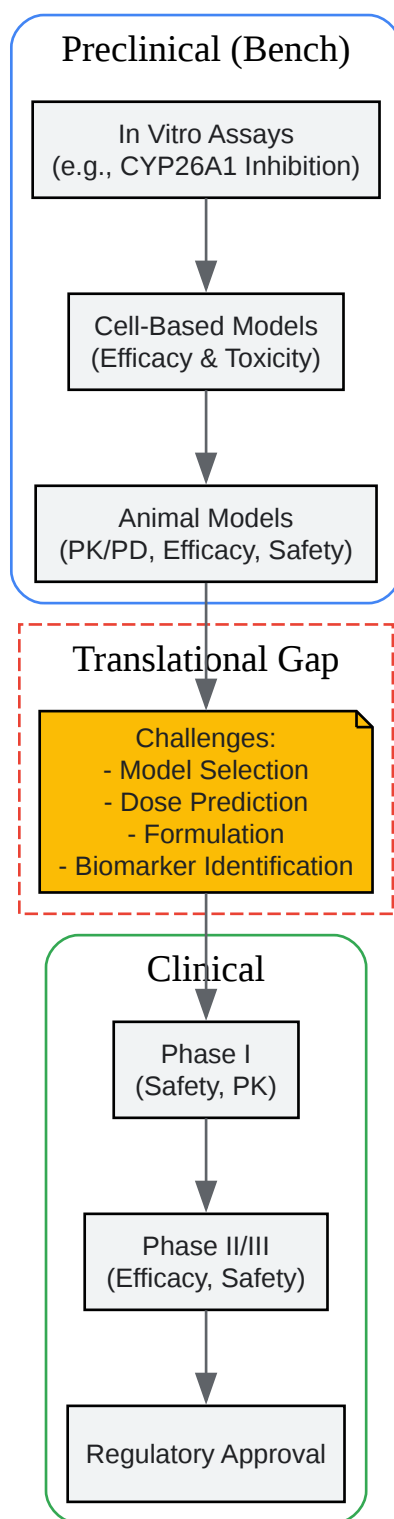 Preclinical (Bench)
In Vitro Assays
(e.g., CYP26A1 Inhibition)
Cell-Based Models
(Efficacy & Toxicity)
Animal Models
(PK/PD, Efficacy, Safety)
Translational Gap
Challenges:
- Model Selection
- Dose Prediction
- Formulation
- Biomarker Identification
Clinical
Phase I
(Safety, PK)
Phase II/III
(Efficacy, Safety)
Regulatory Approval